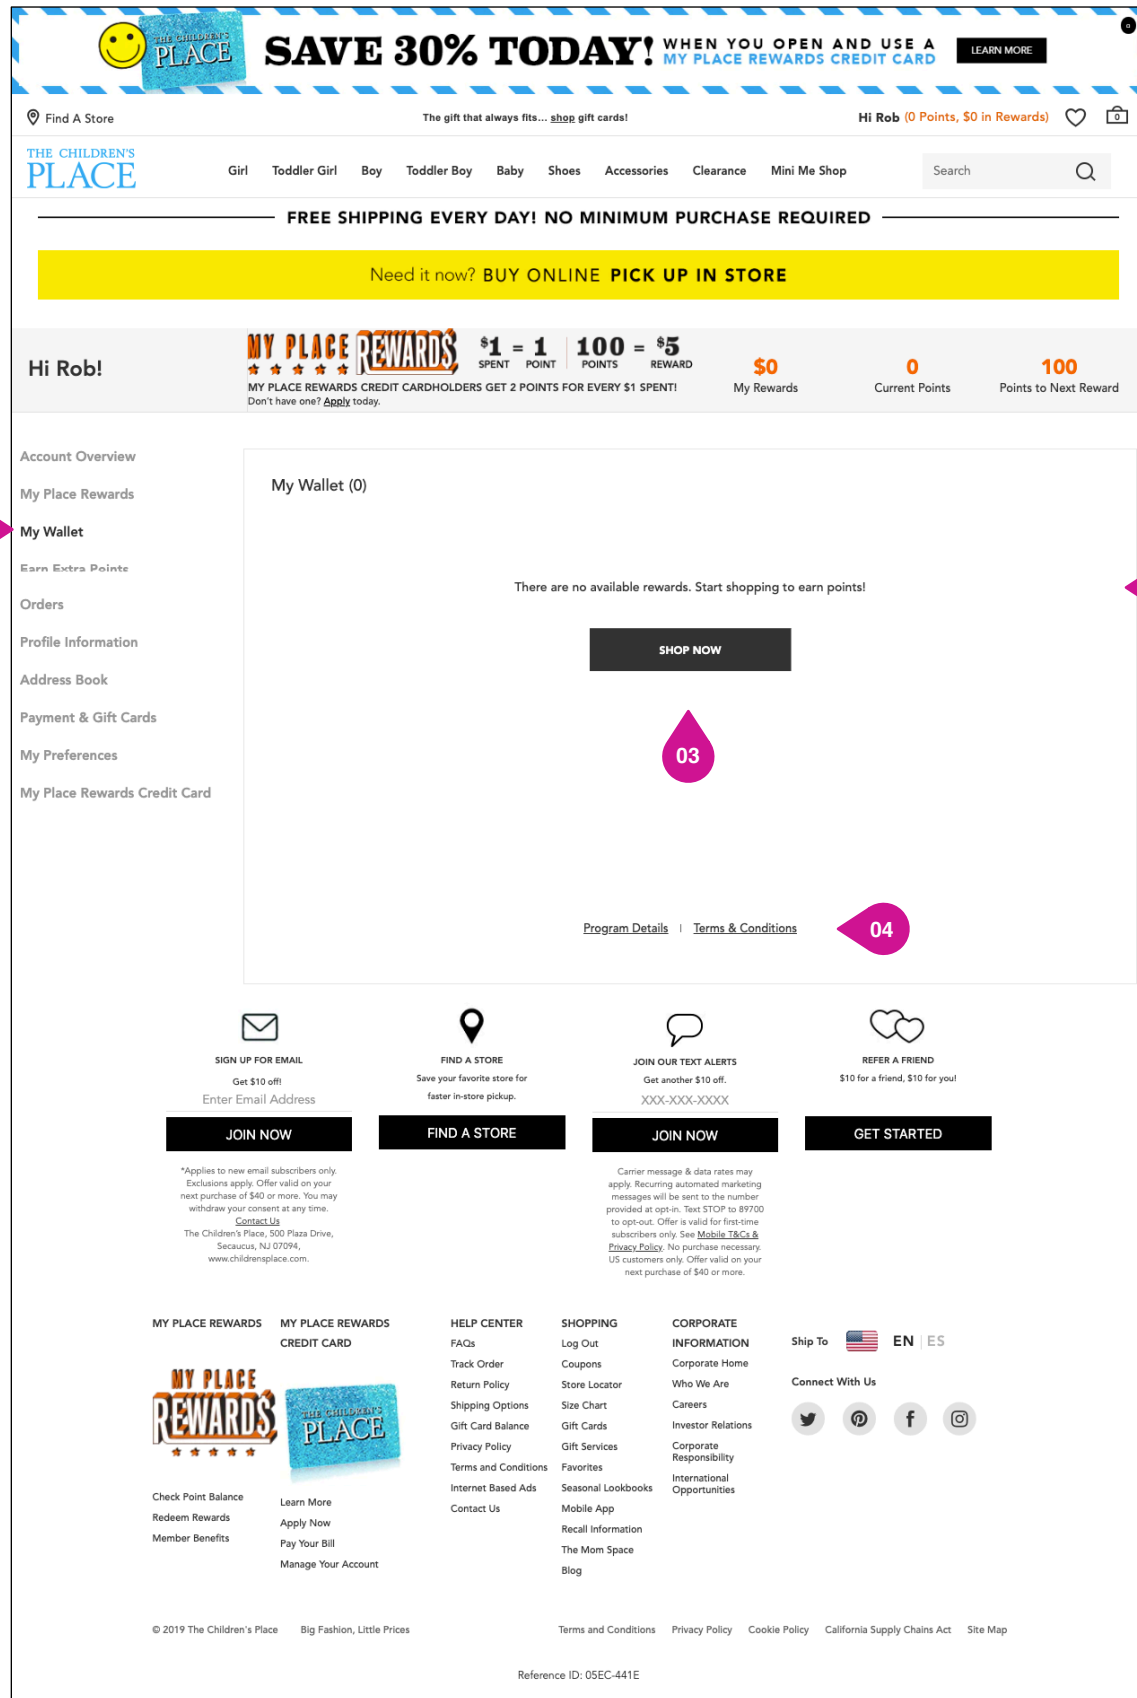 THE CHILDREN'S
PLACE
SAVE 30% TODAY!
WHEN YOU OPEN AND USE A
MY PLACE REWARDS CREDIT CARD
LEARN MORE
Find A Store
The gift that always fits... shop gift cards!
Hi Rob (0 Points, $0 in Rewards)
0
THE CHILDREN'S
PLACE
Girl Toddler Girl Boy Toddler Boy Baby Shoes Accessories Clearance Mini Me Shop
Search
FREE SHIPPING EVERY DAY! NO MINIMUM PURCHASE REQUIRED
Need it now? BUY ONLINE PICK UP IN STORE
Hi Rob!
MY PLACE REWARDS
$1 = 1 100 = $5
SPENT POINT POINTS REWARD
MY PLACE REWARDS CREDIT CARDHOLDERS GET 2 POINTS FOR EVERY $1 SPENT!
Don't have one? Apply today.
$0
My Rewards
0
Current Points
100
Points to Next Reward
Account Overview
My Place Rewards
My Wallet
Earn Extra Points
Orders
Profile Information
Address Book
Payment & Gift Cards
My Preferences
My Place Rewards Credit Card
My Wallet (0)
There are no available rewards. Start shopping to earn points!
SHOP NOW
03
Program Details | Terms & Conditions
04
SIGN UP FOR EMAIL
Get $10 off!
Enter Email Address
JOIN NOW
*Applies to new email subscribers only.
Exclusions apply. Offer valid on your
next purchase of $40 or more. You may
withdraw your consent at any time.
Contact Us
The Children's Place, 500 Plaza Drive,
Secaucus, NJ 07094,
www.childrensplace.com.
FIND A STORE
Save your favorite store for
faster in-store pickup.
FIND A STORE
JOIN OUR TEXT ALERTS
Get another $10 off.
XXX-XXX-XXXX
JOIN NOW
Carrier message & data rates may
apply. Recurring automated marketing
messages will be sent to the number
provided at opt-in. Text STOP to 89700
to opt-out. Offer is valid for first-time
subscribers only. See Mobile T&Cs &
Privacy Policy. No purchase necessary.
US customers only. Offer valid on your
next purchase of $40 or more.
REFER A FRIEND
$10 for a friend, $10 for you!
GET STARTED
MY PLACE REWARDS
MY PLACE
REWARDS
Check Point Balance
Redeem Rewards
Member Benefits
MY PLACE REWARDS
CREDIT CARD
THE CHILDREN'S
PLACE
Learn More
Apply Now
Pay Your Bill
Manage Your Account
HELP CENTER
FAQs
Track Order
Return Policy
Shipping Options
Gift Card Balance
Privacy Policy
Terms and Conditions
Internet Based Ads
Contact Us
SHOPPING
Log Out
Coupons
Store Locator
Size Chart
Gift Cards
Gift Services
Favorites
Seasonal Lookbooks
Mobile App
Recall Information
The Mom Space
Blog
CORPORATE
INFORMATION
Corporate Home
Who We Are
Careers
Investor Relations
Corporate
Responsibility
International
Opportunities
Ship To EN | ES
Connect With Us
© 2019 The Children's Place Big Fashion, Little Prices
Terms and Conditions Privacy Policy Cookie Policy California Supply Chains Act Site Map
Reference ID: 05EC-441E